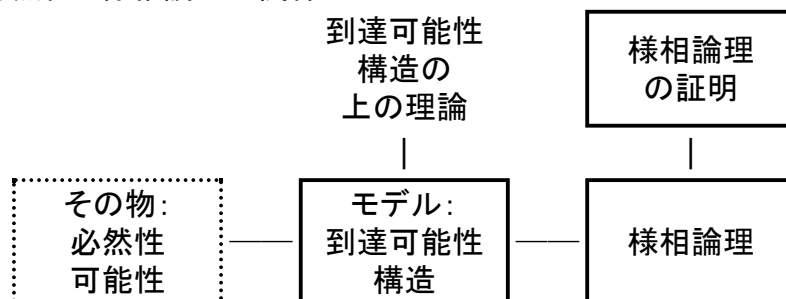 到達可能性
構造の
上の理論
様相論理
の証明
その物:
必然性
可能性
モデル:
到達可能性
構造
様相論理